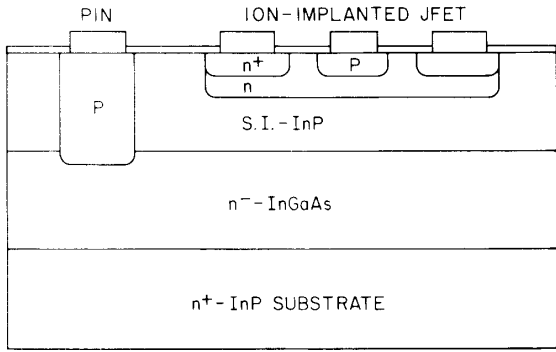 PIN
ION-IMPLANTED JFET
n+
P
n
P
S.I.-InP
n⁻-InGaAs
n⁺-InP SUBSTRATE